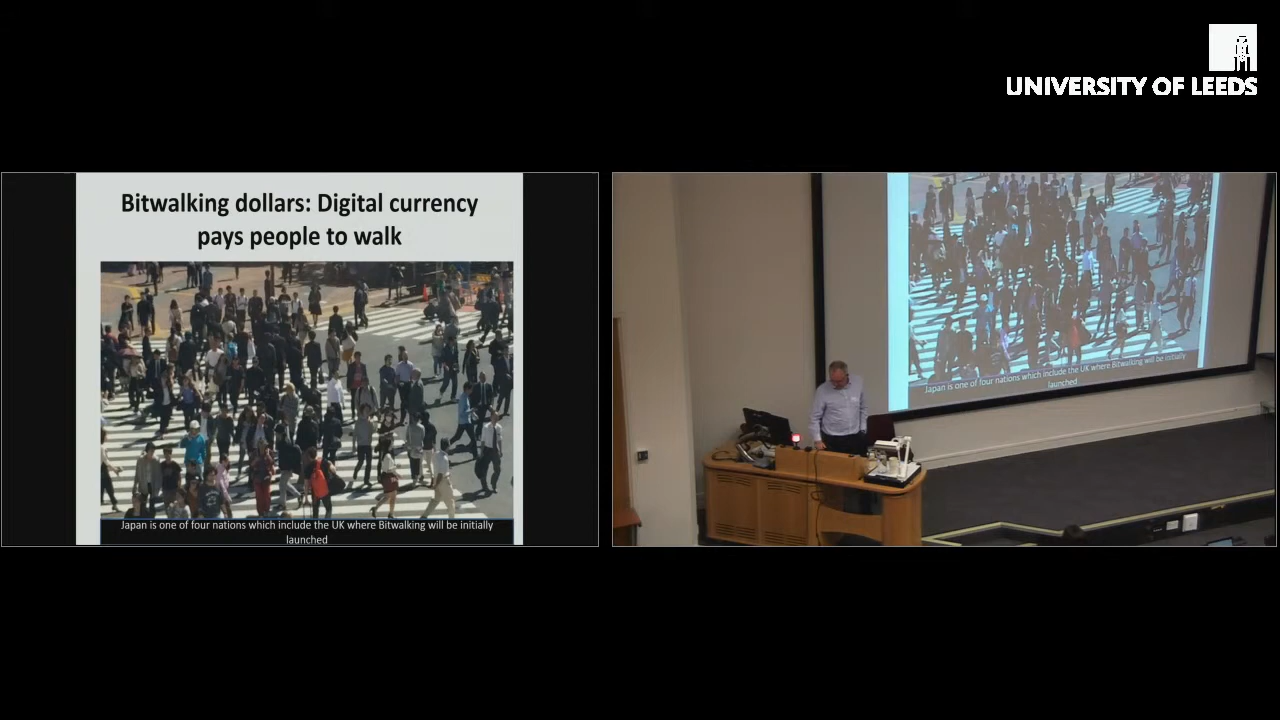 UNIVERSITY OF LEEDS
Bitwalking dollars: Digital currency
pays people to walk
Japan is one of four nations which include the UK where Bitwalking will be initially
launched
Japan is one of four nations which include the UK where Bitwalking will be initially
launched